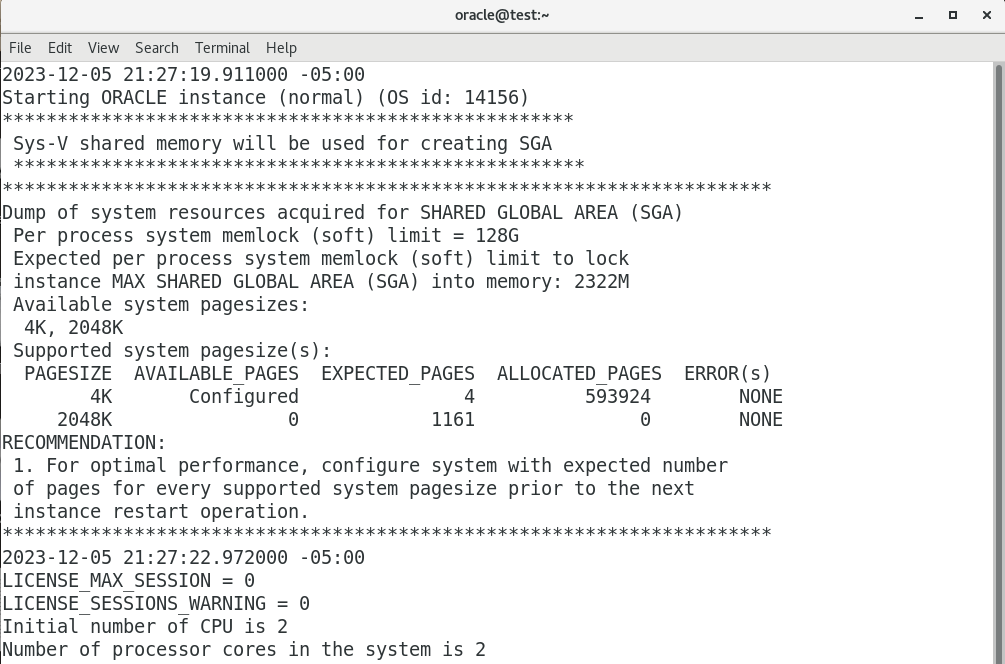 oracle@test:~
File Edit View Search Terminal Help
2023-12-05 21:27:19.911000 -05:00
Starting ORACLE instance (normal) (OS id: 14156)
****************************************************
 Sys-V shared memory will be used for creating SGA
 ****************************************************
**********************************************************************
Dump of system resources acquired for SHARED GLOBAL AREA (SGA)
 Per process system memlock (soft) limit = 128G
 Expected per process system memlock (soft) limit to lock
 instance MAX SHARED GLOBAL AREA (SGA) into memory: 2322M
 Available system pagesizes:
  4K, 2048K
 Supported system pagesize(s):
  PAGESIZE  AVAILABLE_PAGES  EXPECTED_PAGES  ALLOCATED_PAGES  ERROR(s)
        4K       Configured               4          593924        NONE
     2048K                0            1161               0        NONE
RECOMMENDATION:
 1. For optimal performance, configure system with expected number
 of pages for every supported system pagesize prior to the next
 instance restart operation.
**********************************************************************
2023-12-05 21:27:22.972000 -05:00
LICENSE_MAX_SESSION = 0
LICENSE_SESSIONS_WARNING = 0
Initial number of CPU is 2
Number of processor cores in the system is 2